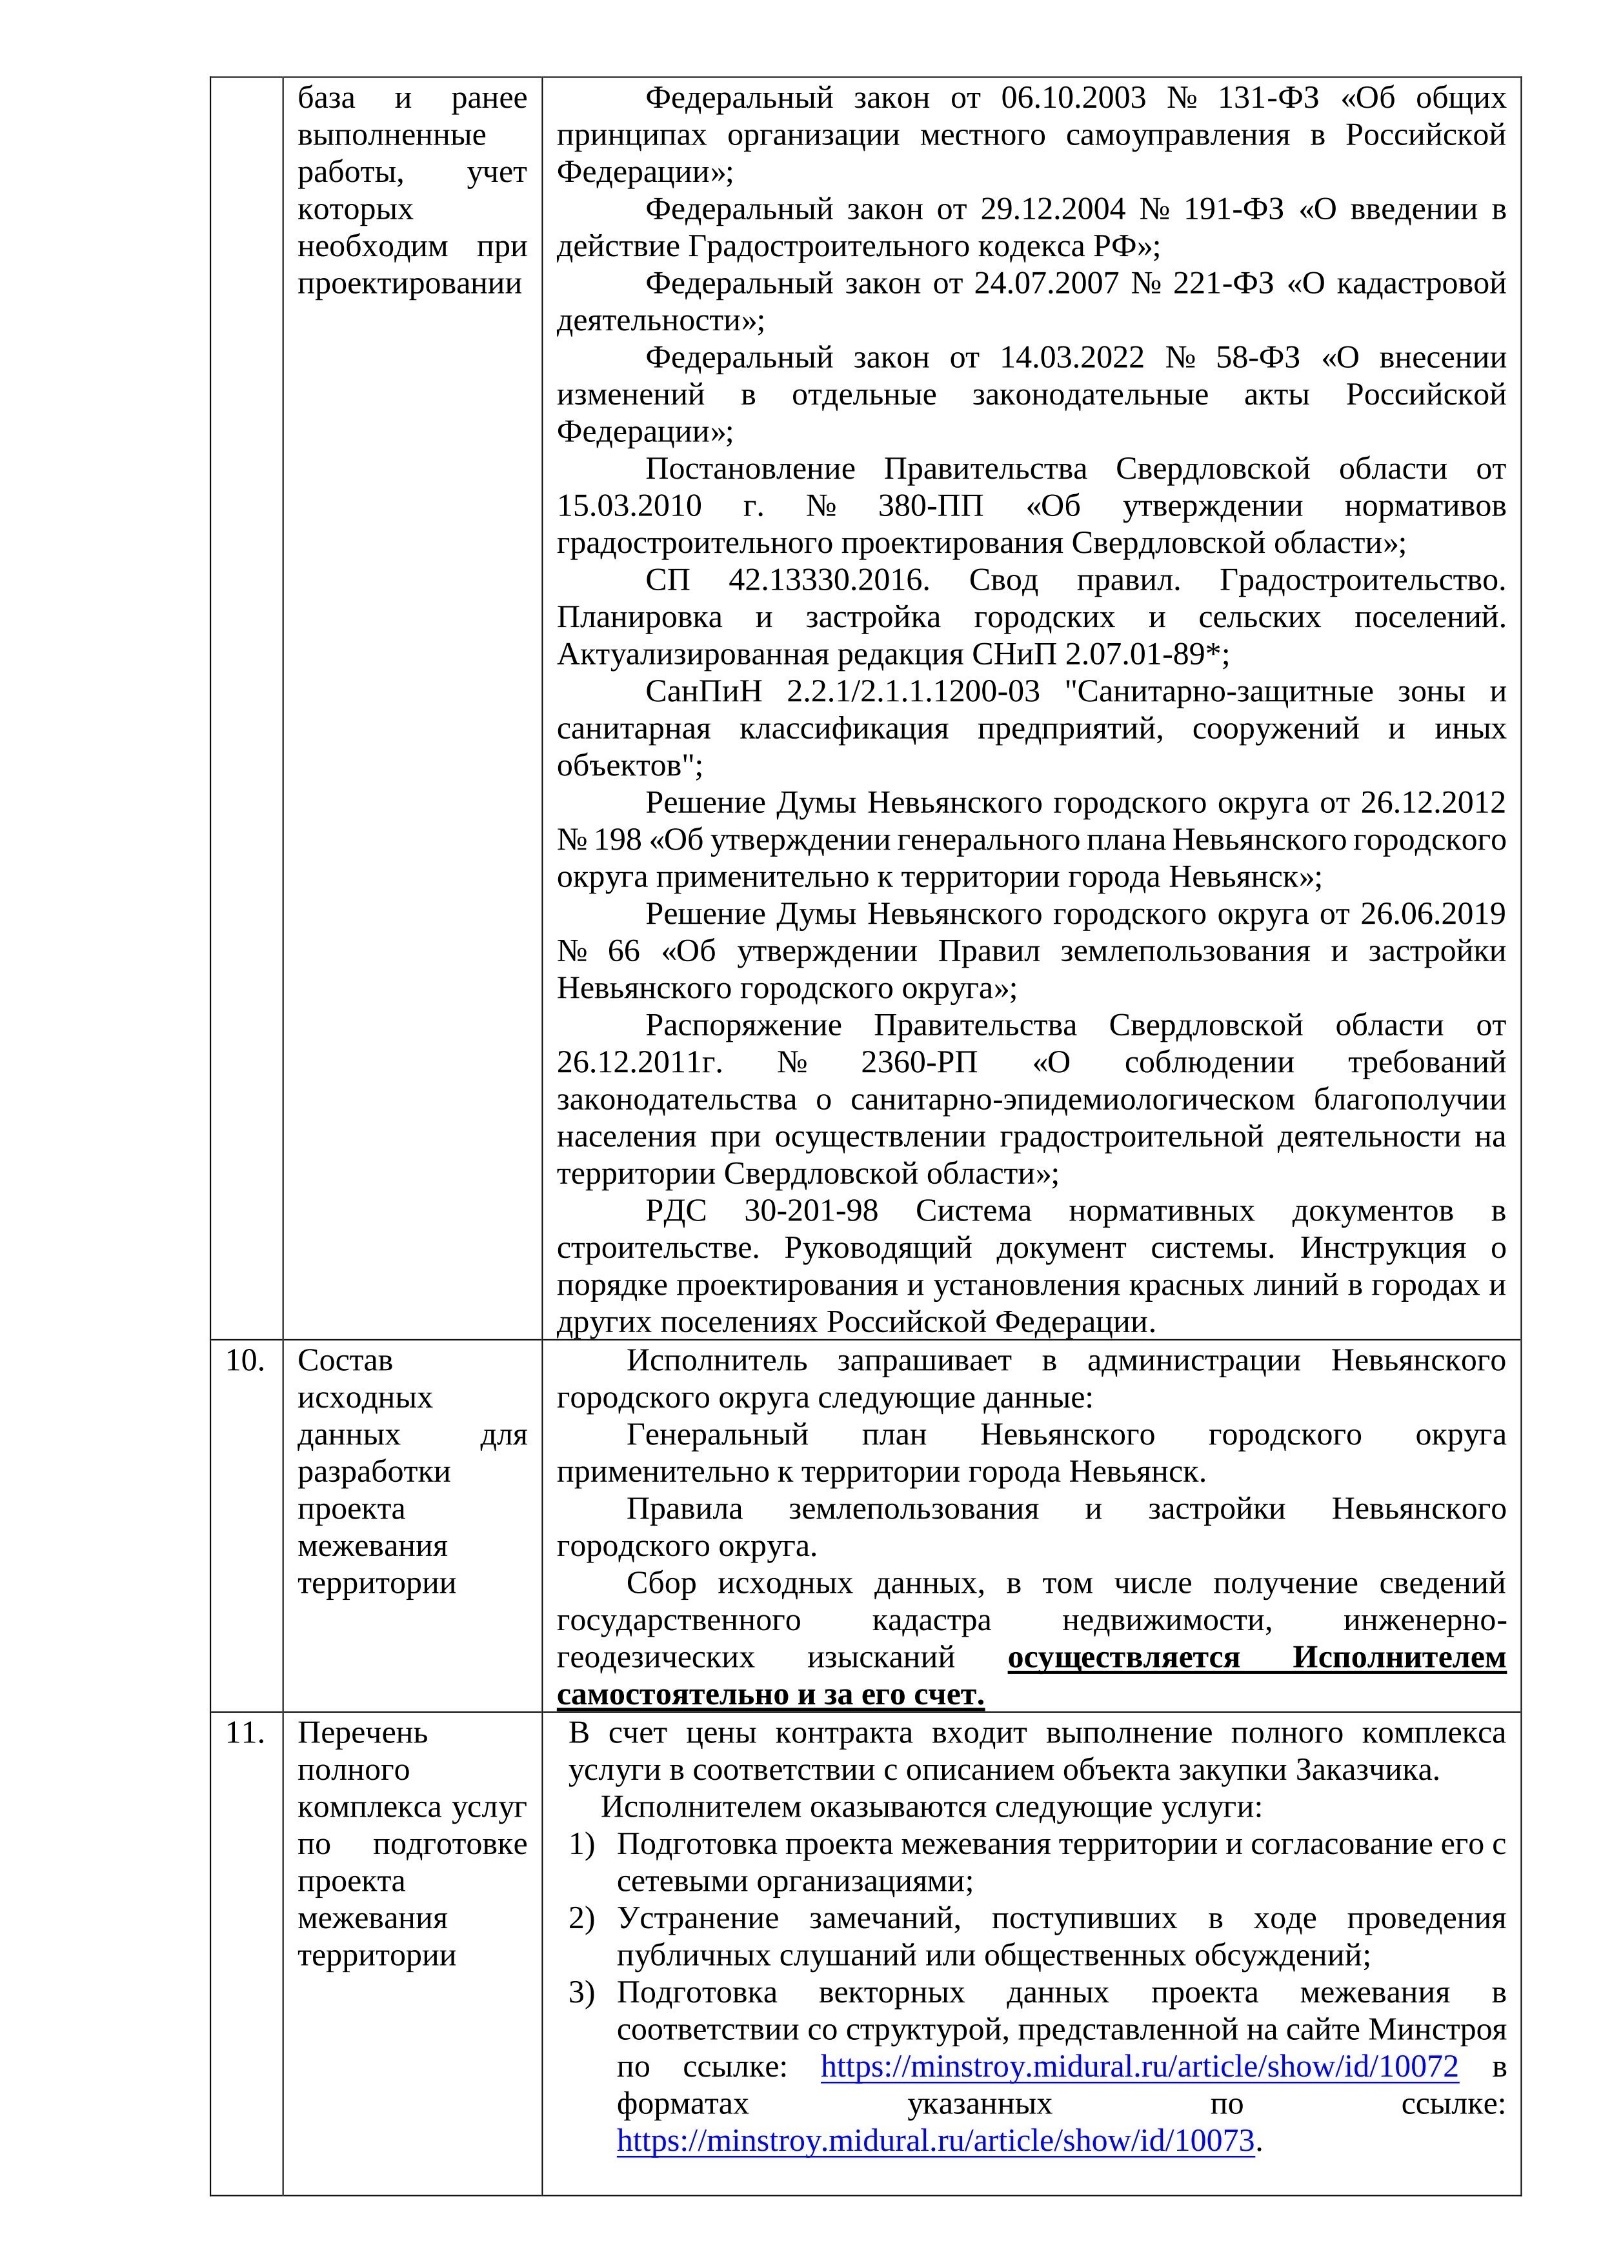 база и ранее
выполненные
работы, учет
которых
необходим при
проектировании
Федеральный закон от 06.10.2003 № 131-ФЗ «Об общих
принципах организации местного самоуправления в Российской
Федерации»;
Федеральный закон от 29.12.2004 № 191-ФЗ «О введении в
действие Градостроительного кодекса РФ»;
Федеральный закон от 24.07.2007 № 221-ФЗ «О кадастровой
деятельности»;
Федеральный закон от 14.03.2022 № 58-ФЗ «О внесении
изменений в отдельные законодательные акты Российской
Федерации»;
Постановление Правительства Свердловской области от
15.03.2010 г. № 380-ПП «Об утверждении нормативов
градостроительного проектирования Свердловской области»;
СП 42.13330.2016. Свод правил. Градостроительство.
Планировка и застройка городских и сельских поселений.
Актуализированная редакция СНиП 2.07.01-89*;
СанПиН 2.2.1/2.1.1.1200-03 "Санитарно-защитные зоны и
санитарная классификация предприятий, сооружений и иных
объектов";
Решение Думы Невьянского городского округа от 26.12.2012
№ 198 «Об утверждении генерального плана Невьянского городского
округа применительно к территории города Невьянск»;
Решение Думы Невьянского городского округа от 26.06.2019
№ 66 «Об утверждении Правил землепользования и застройки
Невьянского городского округа»;
Распоряжение Правительства Свердловской области от
26.12.2011г. № 2360-РП «О соблюдении требований
законодательства о санитарно-эпидемиологическом благополучии
населения при осуществлении градостроительной деятельности на
территории Свердловской области»;
РДС 30-201-98 Система нормативных документов в
строительстве. Руководящий документ системы. Инструкция о
порядке проектирования и установления красных линий в городах и
других поселениях Российской Федерации.
10.
Состав
исходных
данных для
разработки
проекта
межевания
территории
Исполнитель запрашивает в администрации Невьянского
городского округа следующие данные:
Генеральный план Невьянского городского округа
применительно к территории города Невьянск.
Правила землепользования и застройки Невьянского
городского округа.
Сбор исходных данных, в том числе получение сведений
государственного кадастра недвижимости, инженерно-
геодезических изысканий осуществляется Исполнителем
самостоятельно и за его счет.
11.
Перечень
полного
комплекса услуг
по подготовке
проекта
межевания
территории
В счет цены контракта входит выполнение полного комплекса
услуги в соответствии с описанием объекта закупки Заказчика.
Исполнителем оказываются следующие услуги:
1) Подготовка проекта межевания территории и согласование его с
сетевыми организациями;
2) Устранение замечаний, поступивших в ходе проведения
публичных слушаний или общественных обсуждений;
3) Подготовка векторных данных проекта межевания в
соответствии со структурой, представленной на сайте Минстроя
по ссылке: https://minstroy.midural.ru/article/show/id/10072 в
форматах указанных по ссылке:
https://minstroy.midural.ru/article/show/id/10073.